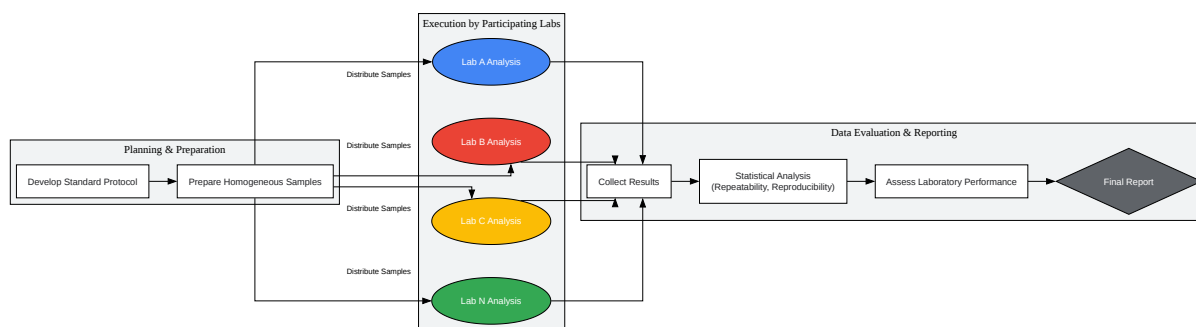 Execution by Participating Labs
Lab A Analysis
Distribute Samples
Lab B Analysis
Distribute Samples
Planning & Preparation
Develop Standard Protocol
Prepare Homogeneous Samples
Distribute Samples
Lab C Analysis
Distribute Samples
Lab N Analysis
Data Evaluation & Reporting
Collect Results
Statistical Analysis
(Repeatability, Reproducibility)
Assess Laboratory Performance
Final Report